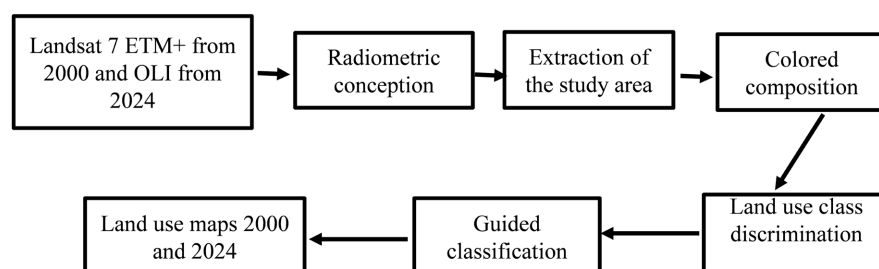 Landsat 7 ETM+ from
2000 and OLI from
2024
Radiometric
conception
Extraction of
the study area
Colored
composition
Land use class
discrimination
Guided
classification
Land use maps 2000
and 2024